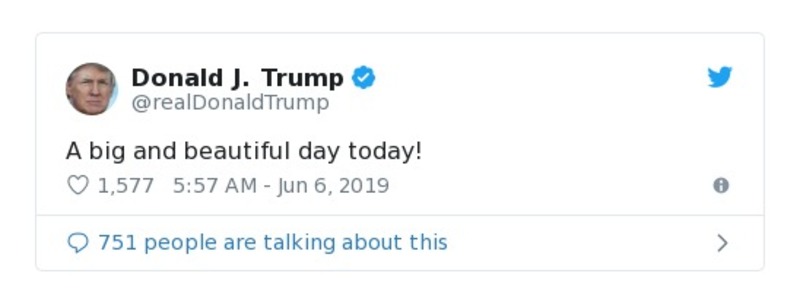 Donald J. Trump
@realDonaldTrump
A big and beautiful day today!
1,577 5:57 AM - Jun 6, 2019
751 people are talking about this